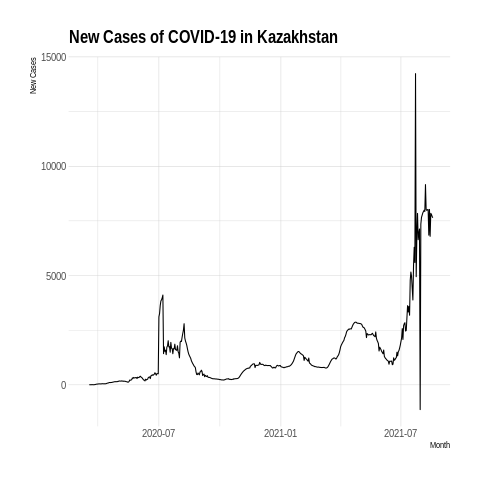 New Cases of COVID-19 in Kazakhstan
New Cases
15000
10000
5000
0
2020-07
2021-01
2021-07
Month